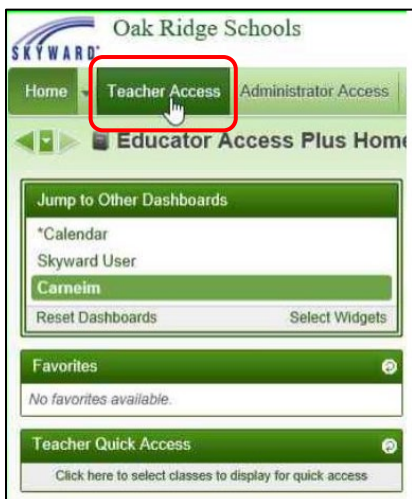 Oak Ridge Schools
SKYWARD
Home Teacher Access Administrator Access
Educator Access Plus Home
Jump to Other Dashboards
*Calendar
Skyward User
Carneim
Reset Dashboards Select Widgets
Favorites
No favorites available.
Teacher Quick Access
Click here to select classes to display for quick access